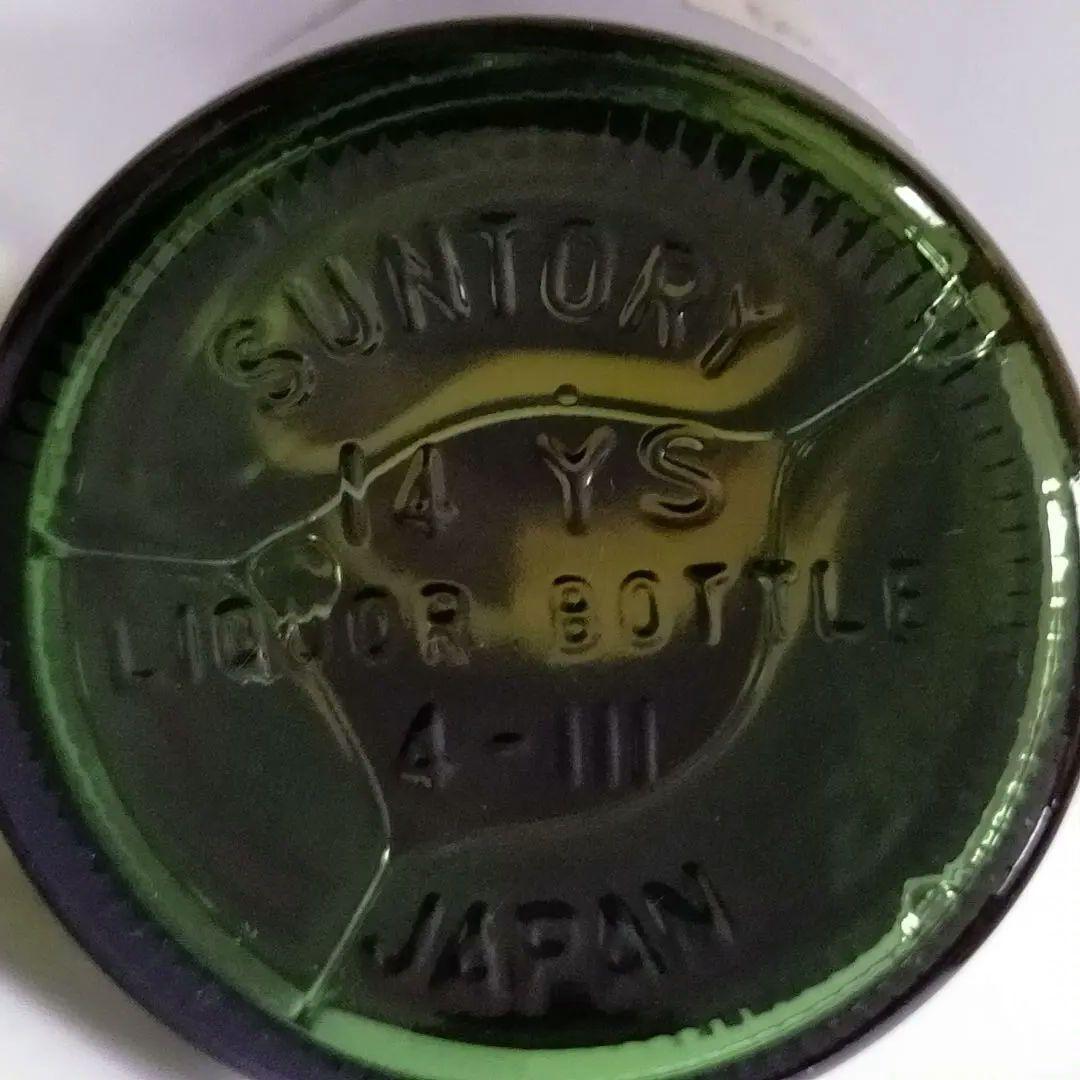 SUNTORY
14 YS
LIQUOR BOTTLE
4-III
JAPAN